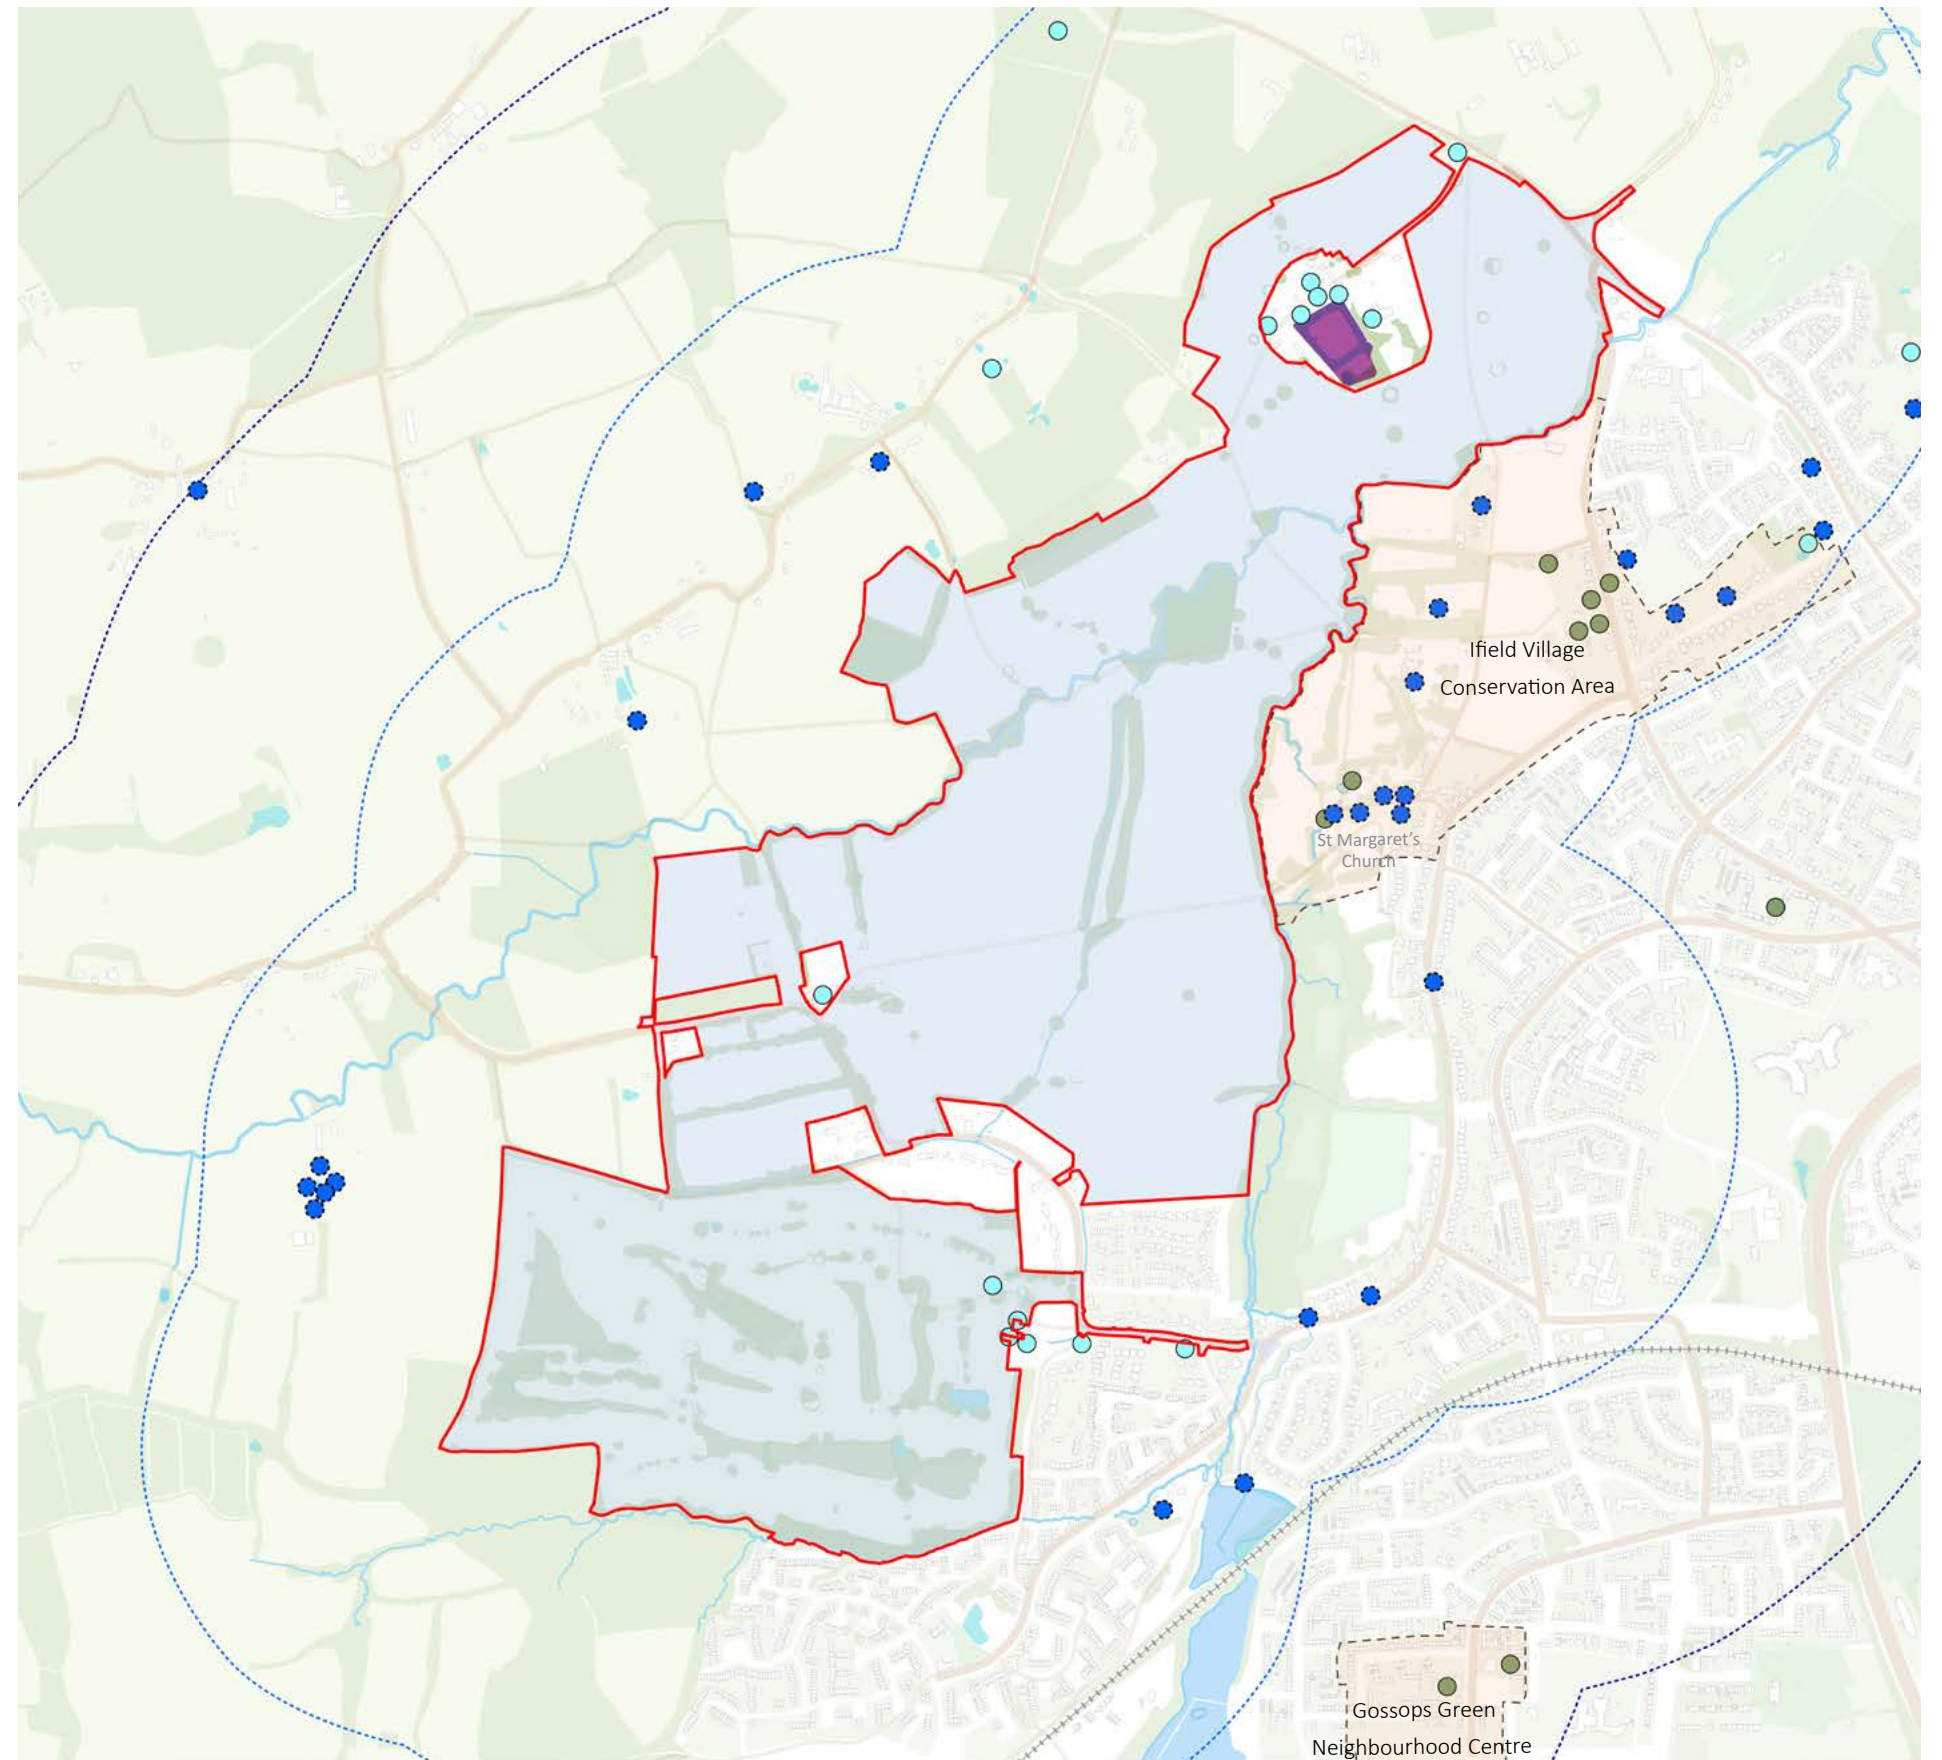 Ifield Village
Conservation Area
St Margaret's
Church
Gossops Green
Neighbourhood Centre